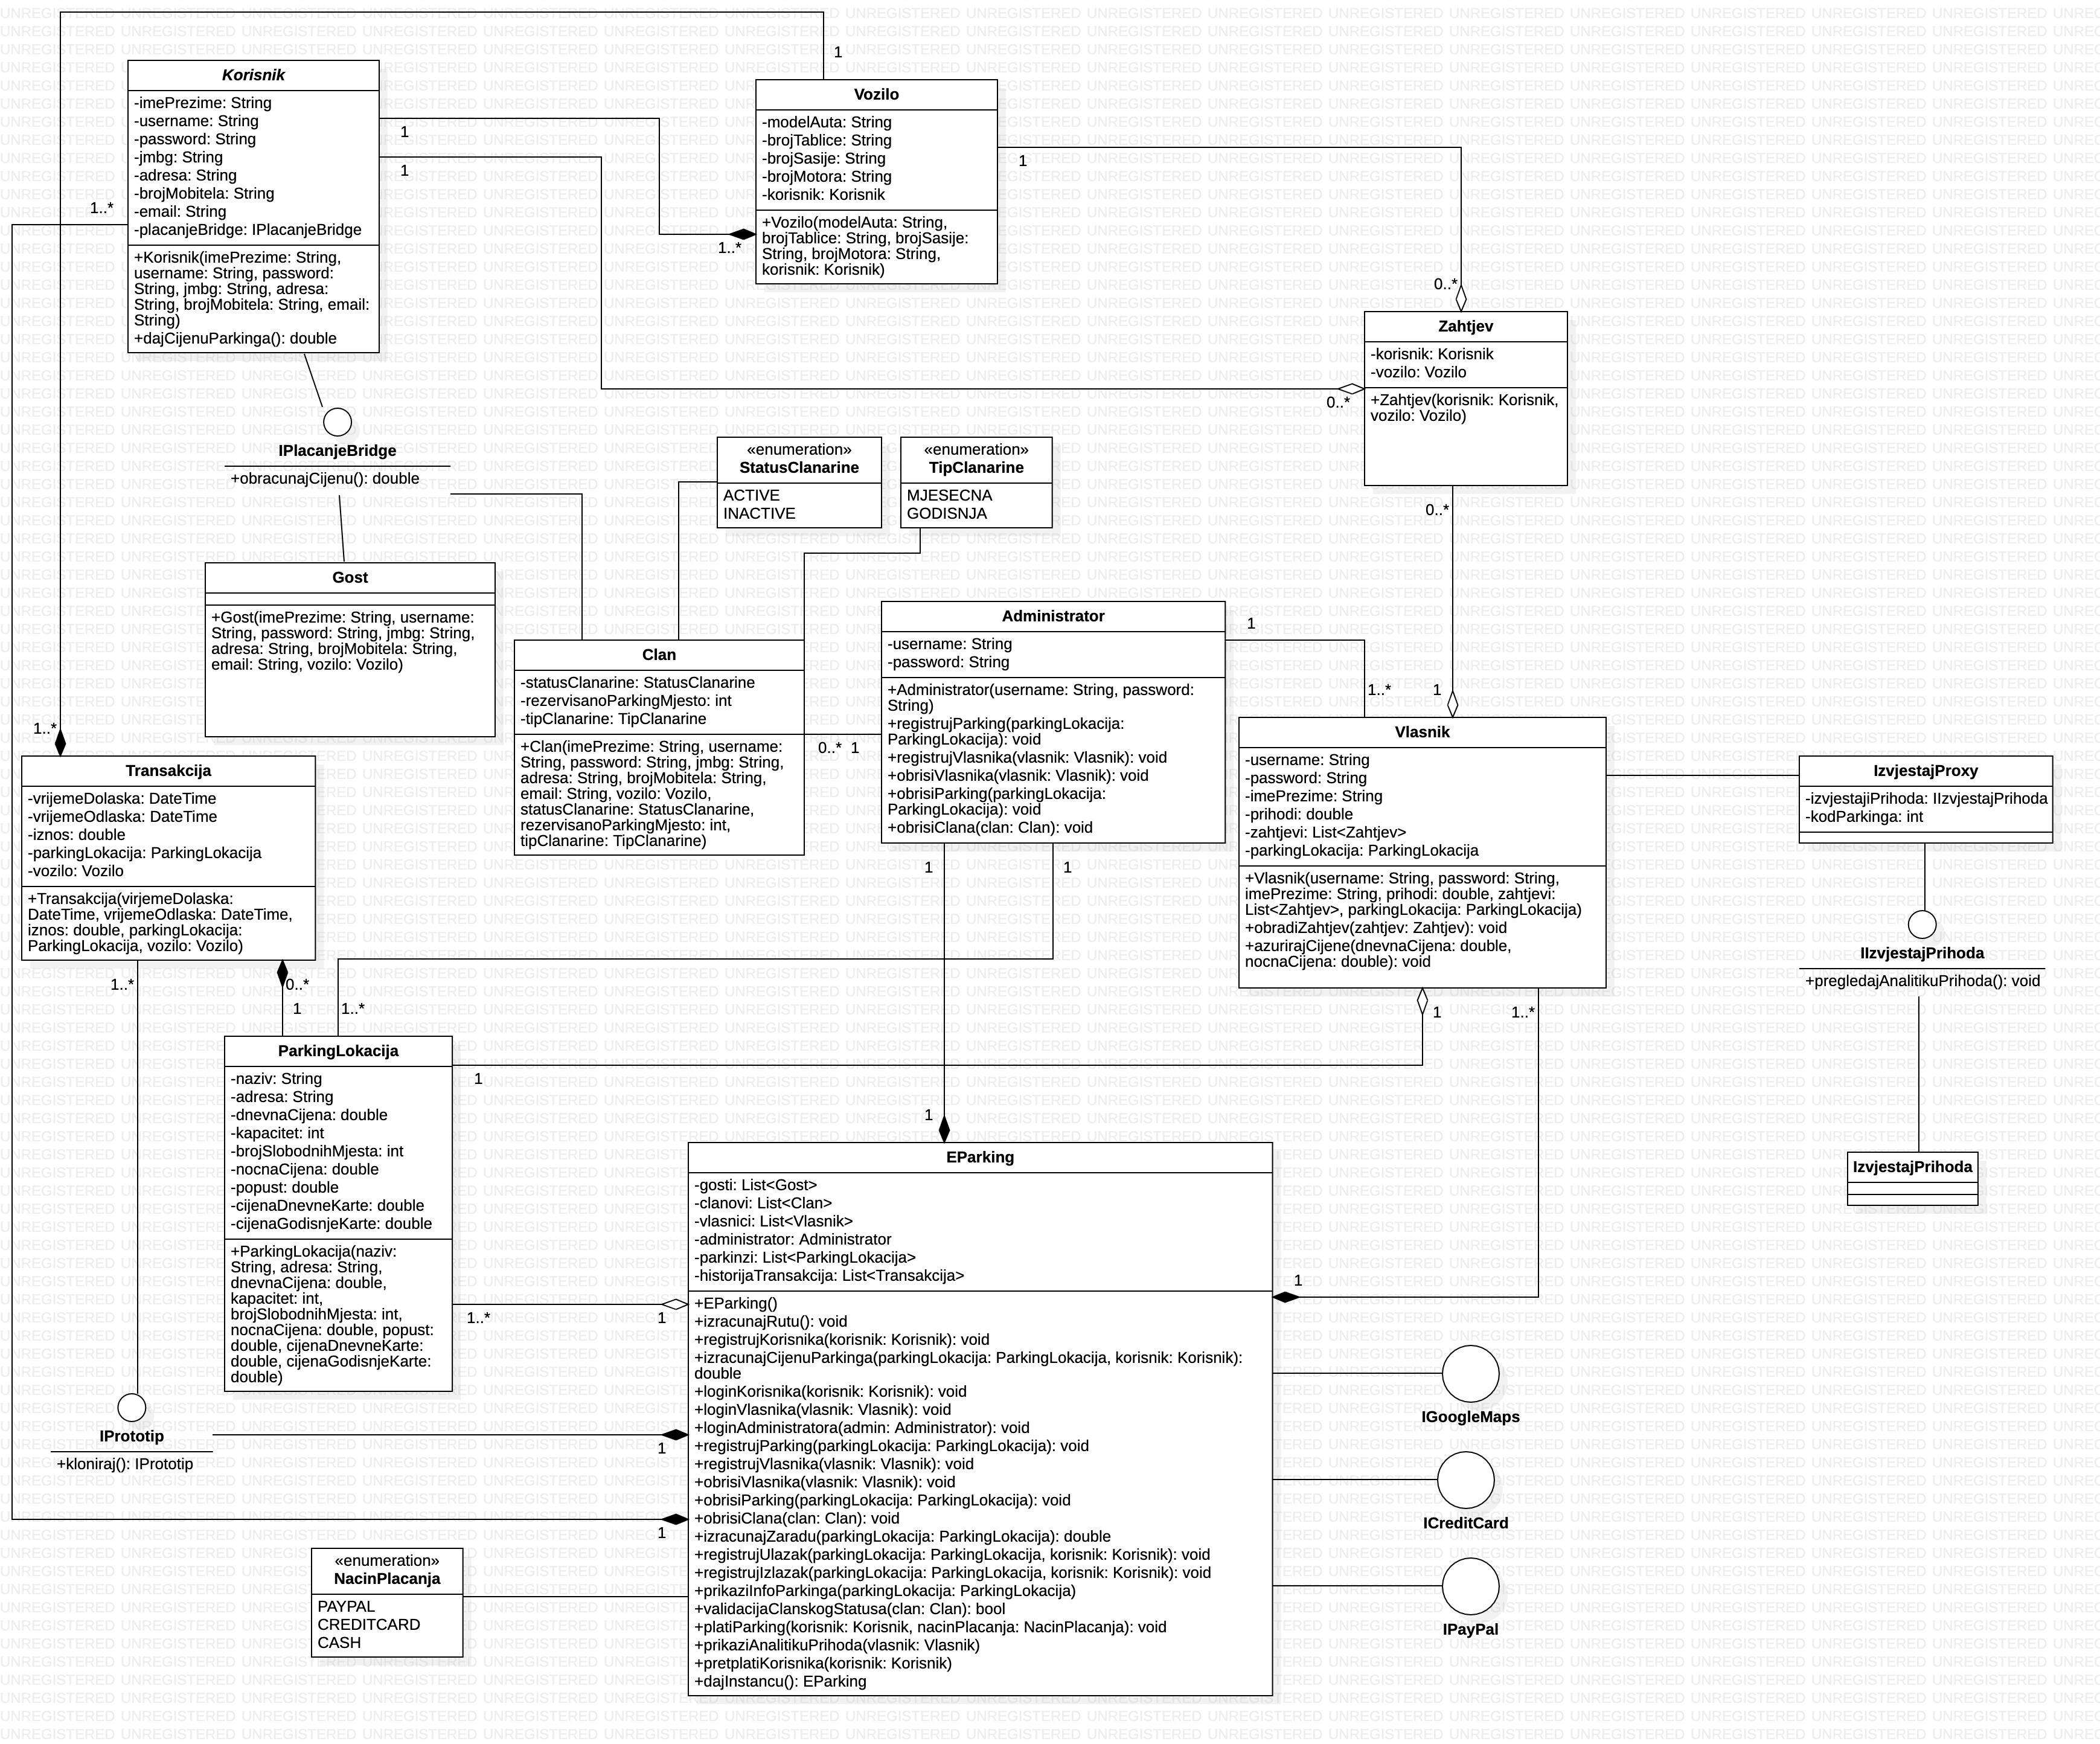 1
Korisnik
-imePrezime: String
-username: String
-password: String
-jmbg: String
-adresa: String
-brojMobitela: String
-email: String
-placanjeBridge: IPlacanjeBridge
+Korisnik(imePrezime: String,
username: String, password:
String, jmbg: String, adresa:
String, brojMobitela: String, email:
String)
+dajCijenuParkinga(): double
1
1
1..*
Vozilo
-modelAuta: String
-brojTablice: String
-brojSasije: String
-brojMotora: String
-korisnik: Korisnik
+Vozilo(modelAuta: String,
brojTablice: String, brojSasije:
String, brojMotora: String,
korisnik: Korisnik)
1..*
1
0..*
Zahtjev
-korisnik: Korisnik
-vozilo: Vozilo
+Zahtjev(korisnik: Korisnik,
vozilo: Vozilo)
0..*
0..*
IPlacanjeBridge
+obracunajCijenu(): double
«enumeration»
StatusClanarine
ACTIVE
INACTIVE
«enumeration»
TipClanarine
MJESECNA
GODISNJA
Gost
+Gost(imePrezime: String, username:
String, password: String, jmbg: String,
adresa: String, brojMobitela: String,
email: String, vozilo: Vozilo)
Clan
-statusClanarine: StatusClanarine
-rezervisanoParkingMjesto: int
-tipClanarine: TipClanarine
+Clan(imePrezime: String, username:
String, password: String, jmbg: String,
adresa: String, brojMobitela: String,
email: String, vozilo: Vozilo,
statusClanarine: StatusClanarine,
rezervisanoParkingMjesto: int,
tipClanarine: TipClanarine)
0..* 1
Administrator
-username: String
-password: String
+Administrator(username: String, password:
String)
+registrujParking(parkingLokacija:
ParkingLokacija): void
+registrujVlasnika(vlasnik: Vlasnik): void
+obrisiVlasnika(vlasnik: Vlasnik): void
+obrisiParking(parkingLokacija:
ParkingLokacija): void
+obrisiClana(clan: Clan): void
1
1..*
1
1
1
Vlasnik
-username: String
-password: String
-imePrezime: String
-prihodi: double
-zahtjevi: List<Zahtjev>
-parkingLokacija: ParkingLokacija
+Vlasnik(username: String, password: String,
imePrezime: String, prihodi: double, zahtjevi:
List<Zahtjev>, parkingLokacija: ParkingLokacija)
+obradiZahtjev(zahtjev: Zahtjev): void
+azurirajCijene(dnevnaCijena: double,
nocnaCijena: double): void
1
1..*
IzvjestajProxy
-izvjestajiPrihoda: IIzvjestajPrihoda
-kodParkinga: int
IIzvjestajPrihoda
+pregledajAnalitikuPrihoda(): void
IzvjestajPrihoda
1..*
Transakcija
-vrijemeDolaska: DateTime
-vrijemeOdlaska: DateTime
-iznos: double
-parkingLokacija: ParkingLokacija
-vozilo: Vozilo
+Transakcija(virjemeDolaska:
DateTime, vrijemeOdlaska: DateTime,
iznos: double, parkingLokacija:
ParkingLokacija, vozilo: Vozilo)
1..*
0..*
1
1..*
ParkingLokacija
-naziv: String
-adresa: String
-dnevnaCijena: double
-kapacitet: int
-brojSlobodnihMjesta: int
-nocnaCijena: double
-popust: double
-cijenaDnevneKarte: double
-cijenaGodisnjeKarte: double
+ParkingLokacija(naziv:
String, adresa: String,
dnevnaCijena: double,
kapacitet: int,
brojSlobodnihMjesta: int,
nocnaCijena: double, popust:
double, cijenaDnevneKarte:
double, cijenaGodisnjeKarte:
double)
1
1..*
1
1
EParking
-gosti: List<Gost>
-clanovi: List<Clan>
-vlasnici: List<Vlasnik>
-administrator: Administrator
-parkinzi: List<ParkingLokacija>
-historijaTransakcija: List<Transakcija>
+EParking()
+izracunajRutu(): void
+registrujKorisnika(korisnik: Korisnik): void
+izracunajCijenuParkinga(parkingLokacija: ParkingLokacija, korisnik: Korisnik):
double
+loginKorisnika(korisnik: Korisnik): void
+loginVlasnika(vlasnik: Vlasnik): void
+loginAdministratora(admin: Administrator): void
+registrujParking(parkingLokacija: ParkingLokacija): void
+registrujVlasnika(vlasnik: Vlasnik): void
+obrisiVlasnika(vlasnik: Vlasnik): void
+obrisiParking(parkingLokacija: ParkingLokacija): void
+obrisiClana(clan: Clan): void
+izracunajZaradu(parkingLokacija: ParkingLokacija): double
+registrujUlazak(parkingLokacija: ParkingLokacija, korisnik: Korisnik): void
+registrujIzlazak(parkingLokacija: ParkingLokacija, korisnik: Korisnik): void
+prikaziInfoParkinga(parkingLokacija: ParkingLokacija)
+validacijaClanskogStatusa(clan: Clan): bool
+platiParking(korisnik: Korisnik, nacinPlacanja: NacinPlacanja): void
+prikaziAnalitikuPrihoda(vlasnik: Vlasnik)
+pretplatiKorisnika(korisnik: Korisnik)
+dajInstancu(): EParking
1
IPrototip
+kloniraj(): IPrototip
1
1
«enumeration»
NacinPlacanja
PAYPAL
CREDITCARD
CASH
IGoogleMaps
ICreditCard
IPayPal